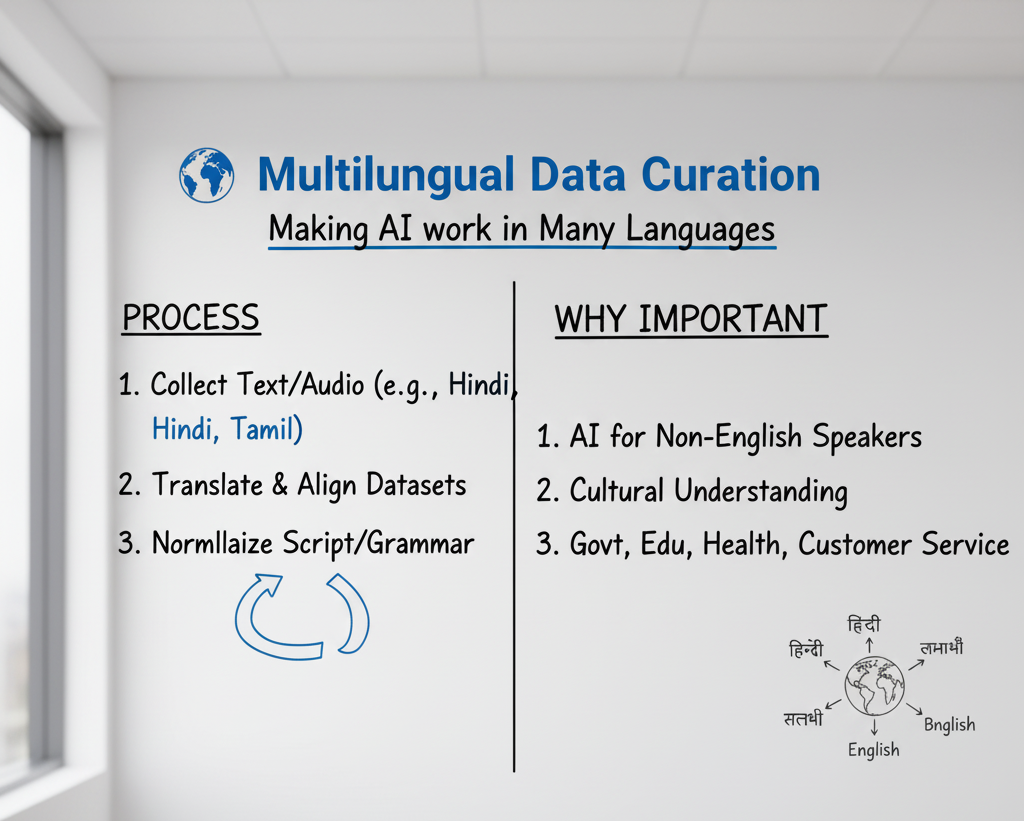 Multilungual Data Curation
Making AI work in Many Languages
PROCESS
1. Collect Text/Audio (e.g., Hindi,
Hindi, Tamil)
2. Translate & Align Datasets
3. Normllaize Script/Grammar
WHY IMPORTANT
1. AI for Non-English Speakers
2. Cultural Understanding
3. Govt, Edu, Health, Customer Service
हिदी
हिन्दी
सतथी
English
Bnglish